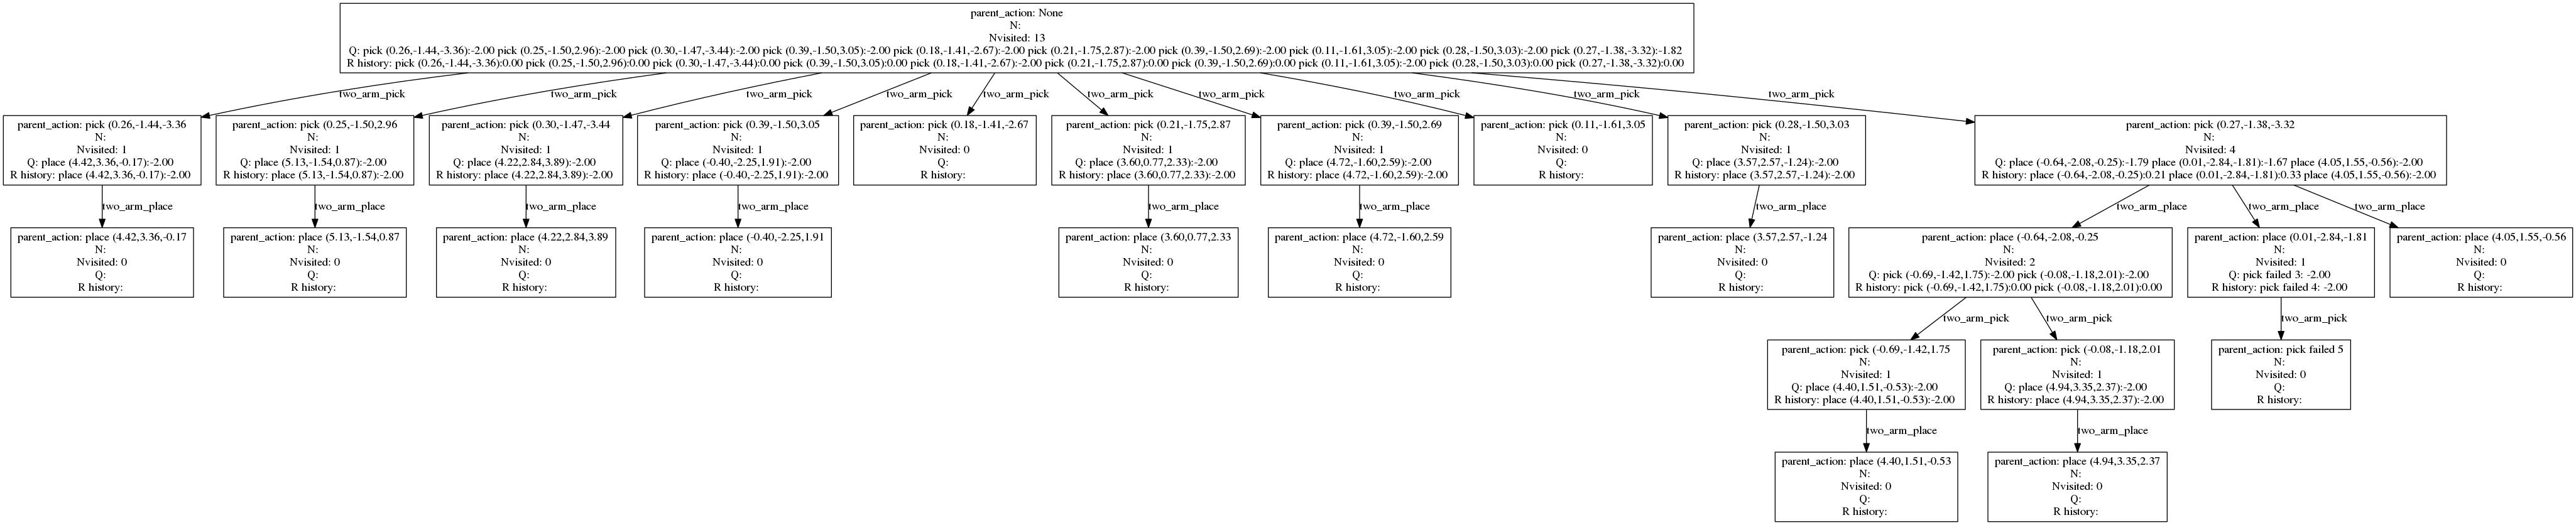 parent_action: None
N:
Nvisited: 13
Q: pick (0.26,-1.44,-3.36):-2.00 pick (0.25,-1.50,2.96):-2.00 pick (0.30,-1.47,-3.44):-2.00 pick (0.39,-1.50,3.05):-2.00 pick (0.18,-1.41,-2.67):-2.00 pick (0.21,-1.75,2.87):-2.00 pick (0.39,-1.50,2.69):-2.00 pick (0.11,-1.61,3.05):-2.00 pick (0.28,-1.50,3.03):-2.00 pick (0.27,-1.38,-3.32):-1.82
R history: pick (0.26,-1.44,-3.36):0.00 pick (0.25,-1.50,2.96):0.00 pick (0.30,-1.47,-3.44):0.00 pick (0.39,-1.50,3.05):0.00 pick (0.18,-1.41,-2.67):-2.00 pick (0.21,-1.75,2.87):0.00 pick (0.39,-1.50,2.69):0.00 pick (0.11,-1.61,3.05):-2.00 pick (0.28,-1.50,3.03):0.00 pick (0.27,-1.38,-3.32):0.00
two_arm_pick
two_arm_pick
two_arm_pick
two_arm_pick
two_arm_pick
two_arm_pick
two_arm_pick
two_arm_pick
two_arm_pick
two_arm_pick
parent_action: pick (0.26,-1.44,-3.36
N:
Nvisited: 1
Q: place (4.42,3.36,-0.17):-2.00
R history: place (4.42,3.36,-0.17):-2.00
parent_action: pick (0.25,-1.50,2.96
N:
Nvisited: 1
Q: place (5.13,-1.54,0.87):-2.00
R history: place (5.13,-1.54,0.87):-2.00
parent_action: pick (0.30,-1.47,-3.44
N:
Nvisited: 1
Q: place (4.22,2.84,3.89):-2.00
R history: place (4.22,2.84,3.89):-2.00
parent_action: pick (0.39,-1.50,3.05
N:
Nvisited: 1
Q: place (-0.40,-2.25,1.91):-2.00
R history: place (-0.40,-2.25,1.91):-2.00
parent_action: pick (0.18,-1.41,-2.67
N:
Nvisited: 0
Q:
R history:
parent_action: pick (0.21,-1.75,2.87
N:
Nvisited: 1
Q: place (3.60,0.77,2.33):-2.00
R history: place (3.60,0.77,2.33):-2.00
parent_action: pick (0.39,-1.50,2.69
N:
Nvisited: 1
Q: place (4.72,-1.60,2.59):-2.00
R history: place (4.72,-1.60,2.59):-2.00
parent_action: pick (0.11,-1.61,3.05
N:
Nvisited: 0
Q:
R history:
parent_action: pick (0.28,-1.50,3.03
N:
Nvisited: 1
Q: place (3.57,2.57,-1.24):-2.00
R history: place (3.57,2.57,-1.24):-2.00
parent_action: pick (0.27,-1.38,-3.32
N:
Nvisited: 4
Q: place (-0.64,-2.08,-0.25):-1.79 place (0.01,-2.84,-1.81):-1.67 place (4.05,1.55,-0.56):-2.00
R history: place (-0.64,-2.08,-0.25):0.21 place (0.01,-2.84,-1.81):0.33 place (4.05,1.55,-0.56):-2.00
two_arm_place
two_arm_place
two_arm_place
two_arm_place
two_arm_place
two_arm_place
two_arm_place
two_arm_place
two_arm_place
two_arm_place
parent_action: place (4.42,3.36,-0.17
N:
Nvisited: 0
Q:
R history:
parent_action: place (5.13,-1.54,0.87
N:
Nvisited: 0
Q:
R history:
parent_action: place (4.22,2.84,3.89
N:
Nvisited: 0
Q:
R history:
parent_action: place (-0.40,-2.25,1.91
N:
Nvisited: 0
Q:
R history:
parent_action: place (3.60,0.77,2.33
N:
Nvisited: 0
Q:
R history:
parent_action: place (4.72,-1.60,2.59
N:
Nvisited: 0
Q:
R history:
parent_action: place (3.57,2.57,-1.24
N:
Nvisited: 0
Q:
R history:
parent_action: place (-0.64,-2.08,-0.25
N:
Nvisited: 2
Q: pick (-0.69,-1.42,1.75):-2.00 pick (-0.08,-1.18,2.01):-2.00
R history: pick (-0.69,-1.42,1.75):0.00 pick (-0.08,-1.18,2.01):0.00
parent_action: place (0.01,-2.84,-1.81
N:
Nvisited: 1
Q: pick failed 3: -2.00
R history: pick failed 4: -2.00
parent_action: place (4.05,1.55,-0.56
N:
Nvisited: 0
Q:
R history:
two_arm_pick
two_arm_pick
two_arm_pick
parent_action: pick (-0.69,-1.42,1.75
N:
Nvisited: 1
Q: place (4.40,1.51,-0.53):-2.00
R history: place (4.40,1.51,-0.53):-2.00
parent_action: pick (-0.08,-1.18,2.01
N:
Nvisited: 1
Q: place (4.94,3.35,2.37):-2.00
R history: place (4.94,3.35,2.37):-2.00
parent_action: pick failed 5
N:
Nvisited: 0
Q:
R history:
two_arm_place
two_arm_place
parent_action: place (4.40,1.51,-0.53
N:
Nvisited: 0
Q:
R history:
parent_action: place (4.94,3.35,2.37
N:
Nvisited: 0
Q:
R history: